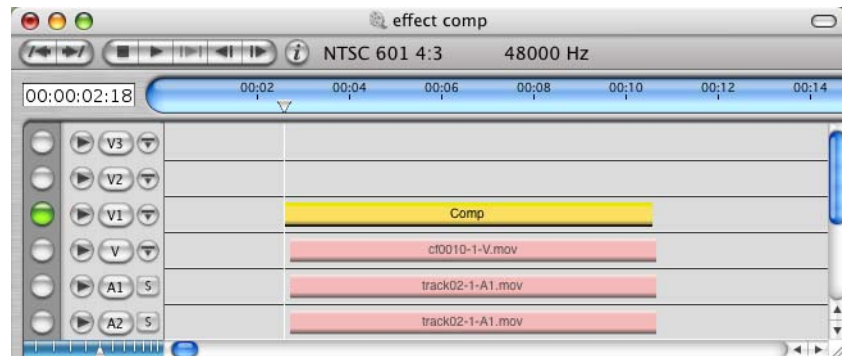 effect comp
NTSC 601 4:3 48000 Hz
00:00:02:18 00:02 00:04 00:06 00:08 00:10 00:12 00:14
V3
V2
V1 Comp
V cf0010-1-V.mov
A1 S track02-1-A1.mov
A2 S track02-1-A1.mov